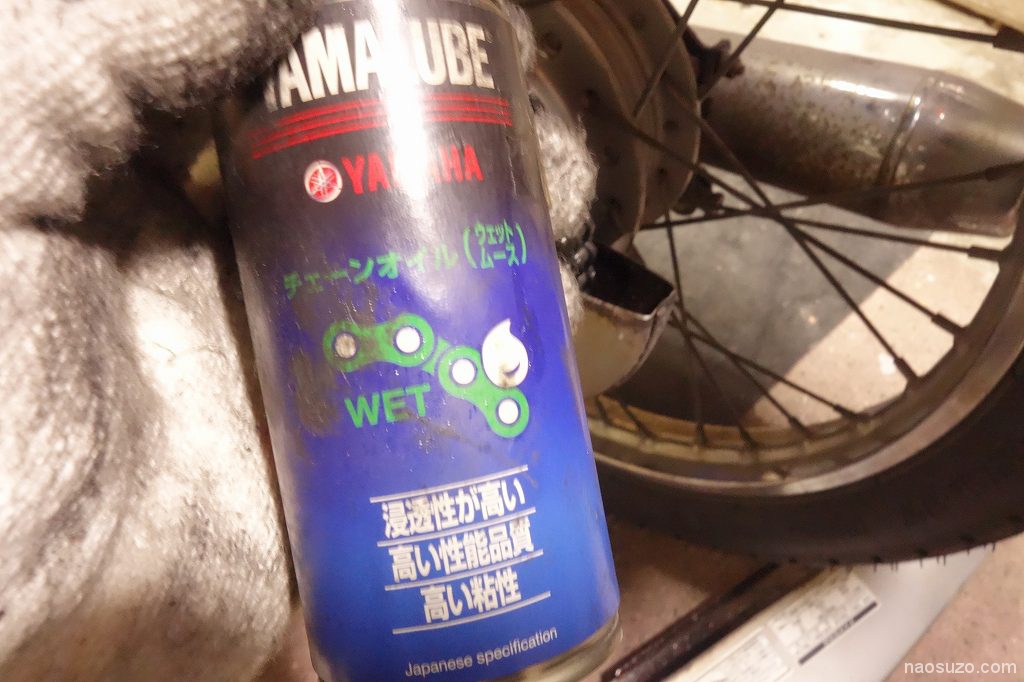 YAMALUBE
YAMAHA
チェーンオイル(ウェットムース)
WET
浸透性が高い
高い性能品質
高い粘性
Japanese specification
naosuzo.com